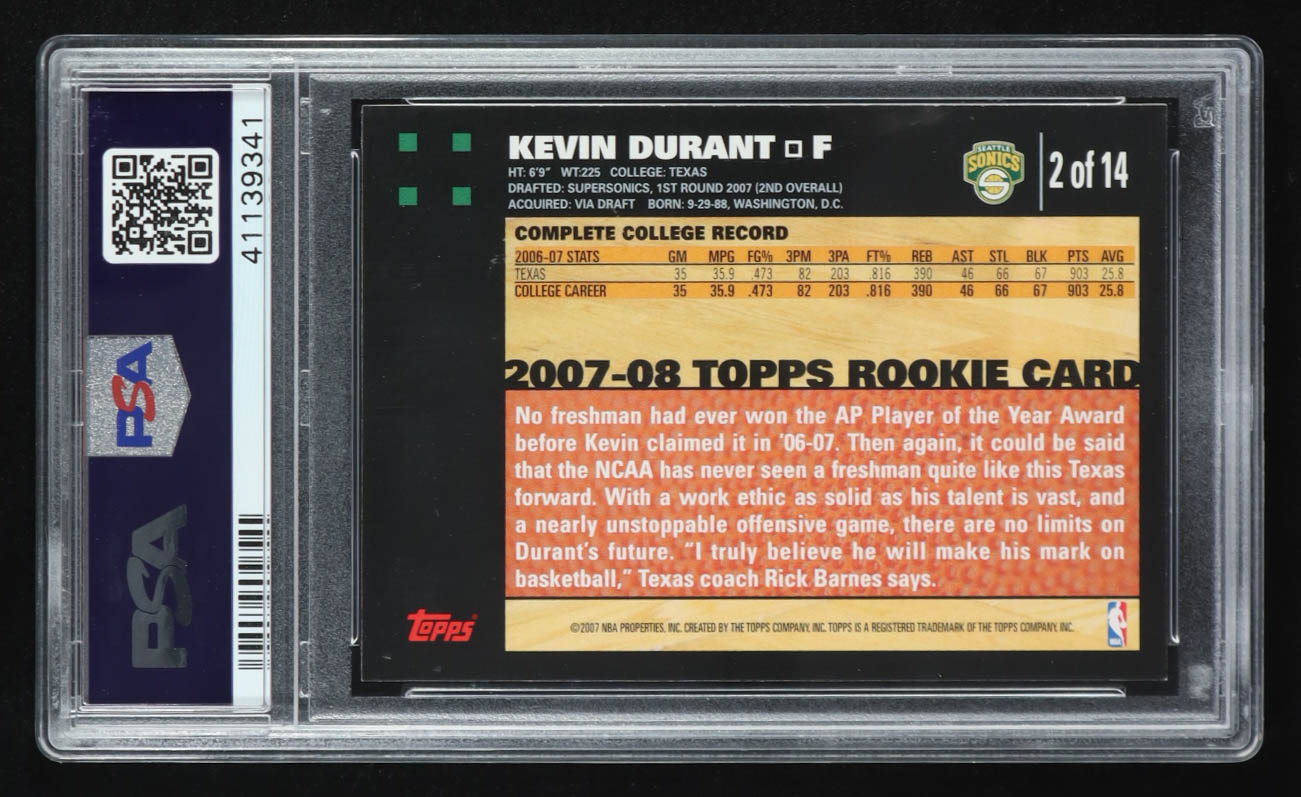 41139341
PSA
PSA
KEVIN DURANT F
HT: 6'9" WT:225 COLLEGE: TEXAS
DRAFTED: SUPERSONICS, 1ST ROUND 2007 (2ND OVERALL)
ACQUIRED: VIA DRAFT BORN: 9-29-88, WASHINGTON, D.C.
SEATTLE
SONICS
2 of 14
COMPLETE COLLEGE RECORD
2006-07 STATS GM MPG FG% 3PM 3PA FT% REB AST STL BLK PTS AVG
TEXAS 35 35.9 .473 82 203 .816 390 46 66 67 903 25.8
COLLEGE CAREER 35 35.9 .473 82 203 .816 390 46 66 67 903 25.8
2007-08 TOPPS ROOKIE CARD
No freshman had ever won the AP Player of the Year Award
before Kevin claimed it in '06-07. Then again, it could be said
that the NCAA has never seen a freshman quite like this Texas
forward. With a work ethic as solid as his talent is vast, and
a nearly unstoppable offensive game, there are no limits on
Durant's future. "I truly believe he will make his mark on
basketball," Texas coach Rick Barnes says.
Topps
©2007 NBA PROPERTIES, INC. CREATED BY THE TOPPS COMPANY, INC. TOPPS IS A REGISTERED TRADEMARK OF THE TOPPS COMPANY, INC.
NBA